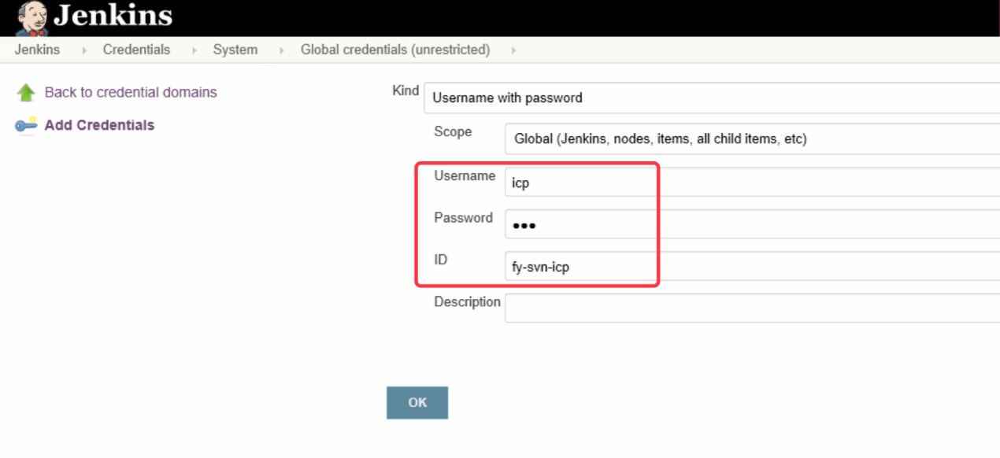 Jenkins
Jenkins Credentials System Global credentials (unrestricted)
Back to credential domains
Add Credentials
Kind Username with password
Scope Global (Jenkins, nodes, items, all child items, etc)
Username icp
Password •••
ID fy-svn-icp
Description
OK